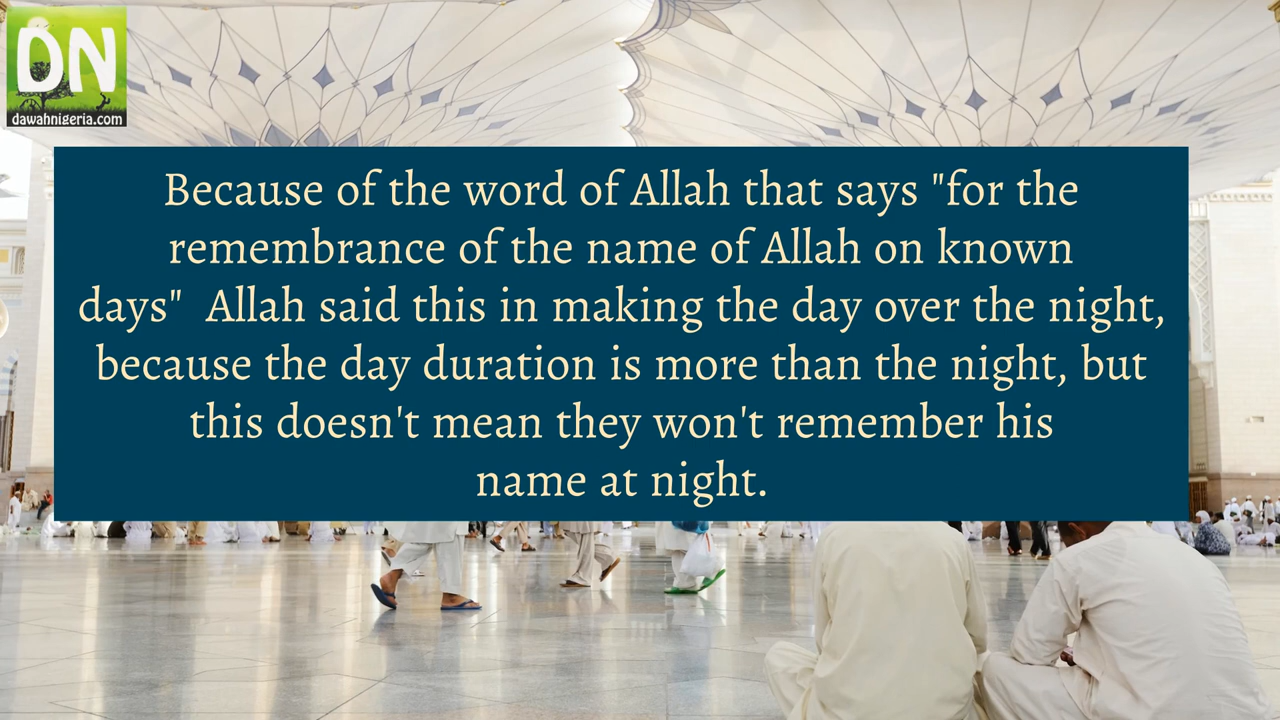 DN
dawahnigeria.com
Because of the word of Allah that says "for the
remembrance of the name of Allah on known
days"  Allah said this in making the day over the night,
because the day duration is more than the night, but
this doesn't mean they won't remember his
name at night.